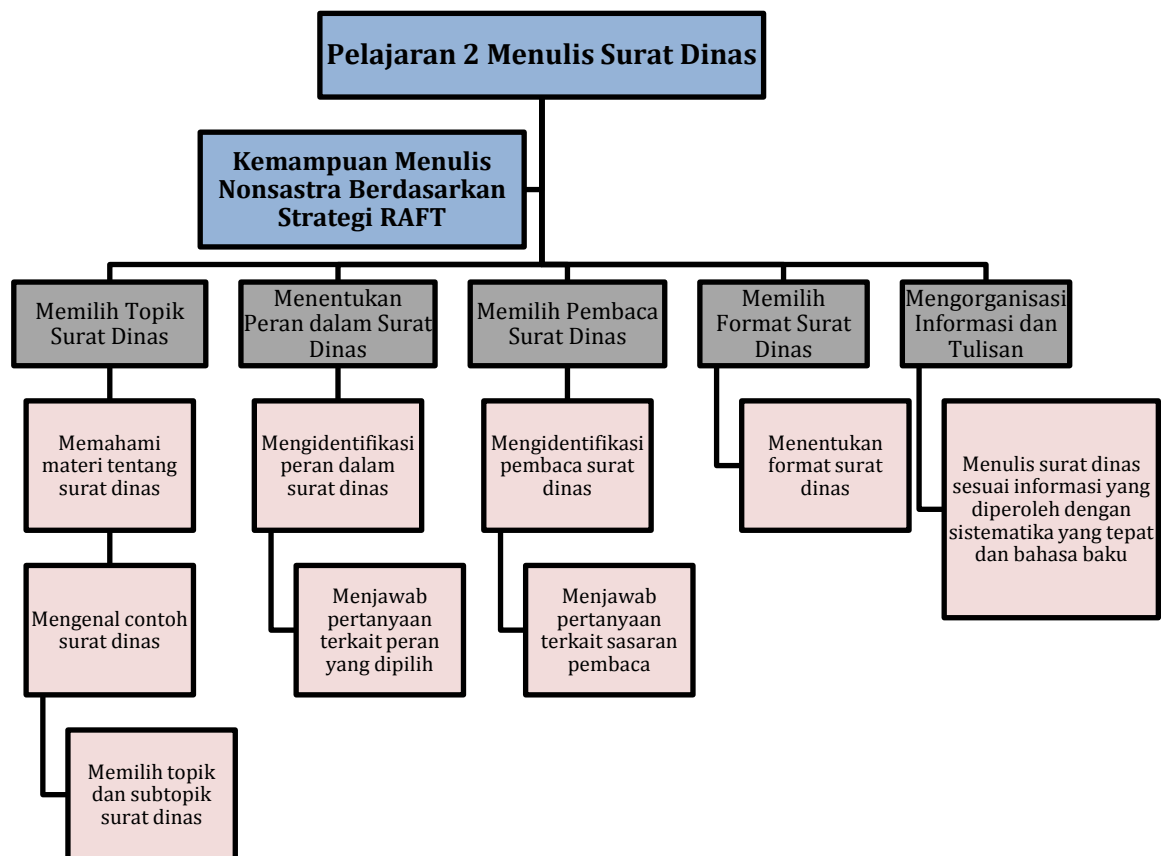 Pelajaran 2 Menulis Surat Dinas
Kemampuan Menulis
Nonsastra Berdasarkan
Strategi RAFT
Memilih Topik
Surat Dinas
Menentukan
Peran dalam Surat
Dinas
Memilih Pembaca
Surat Dinas
Memilih
Format Surat
Dinas
Mengorganisasi
Informasi dan
Tulisan
Memahami
materi tentang
surat dinas
Mengidentifikasi
peran dalam
surat dinas
Mengidentifikasi
pembaca surat
dinas
Menentukan
format surat
dinas
Menulis surat dinas
sesuai informasi yang
diperoleh dengan
sistematika yang tepat
dan bahasa baku
Mengenal contoh
surat dinas
Menjawab
pertanyaan
terkait peran
yang dipilih
Menjawab
pertanyaan
terkait sasaran
pembaca
Memilih topik
dan subtopik
surat dinas